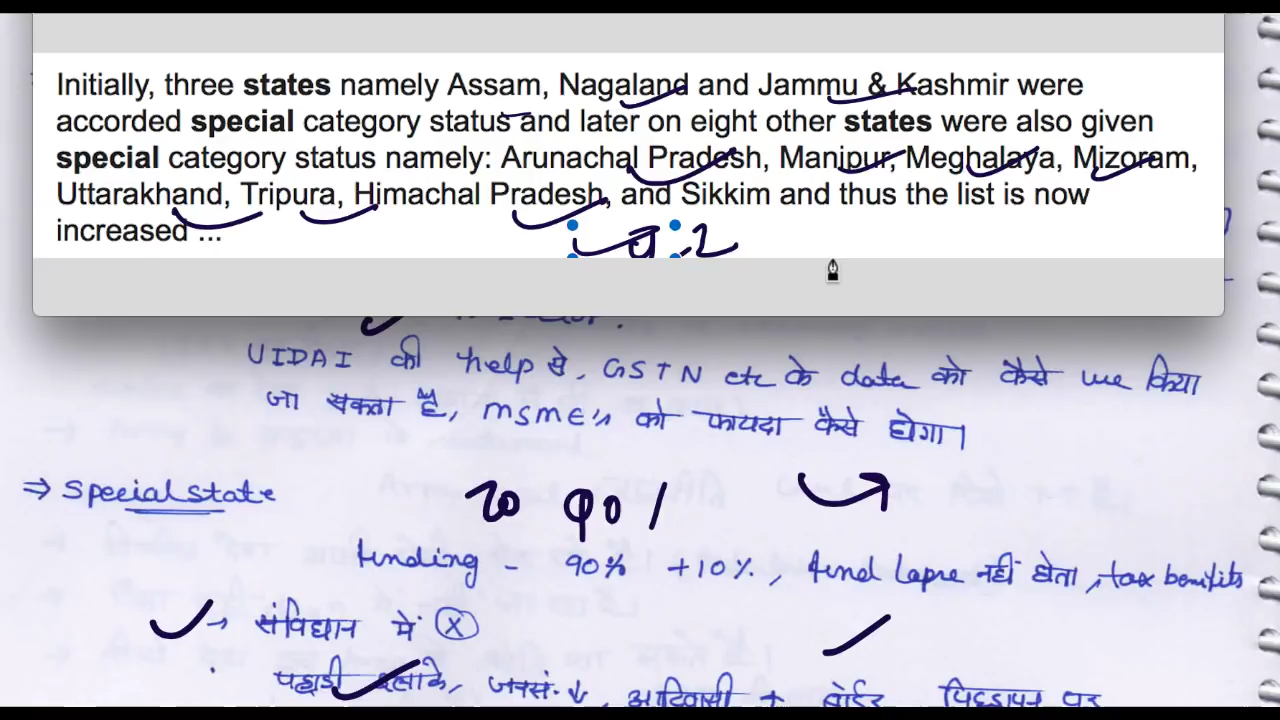 Initially, three states namely Assam, Nagaland and Jammu & Kashmir were
accorded special category status and later on eight other states were also given
special category status namely: Arunachal Pradesh, Manipur, Meghalaya, Mizoram,
Uttarakhand, Tripura, Himachal Pradesh, and Sikkim and thus the list is now
increased ...
UIDAI की help से, GSTN etc के data को कैसे use किया
जा सकता है, MSMEs को फायदा कैसे होगा।
⇒ Special state
90%
funding - 90% + 10%, fund lapse नहीं होता, tax benifits
→ संविधान में X
पहाड़ी इलाके, जनसं. ↓, आदिवासी + बोर्डर पिछड़ापन पर